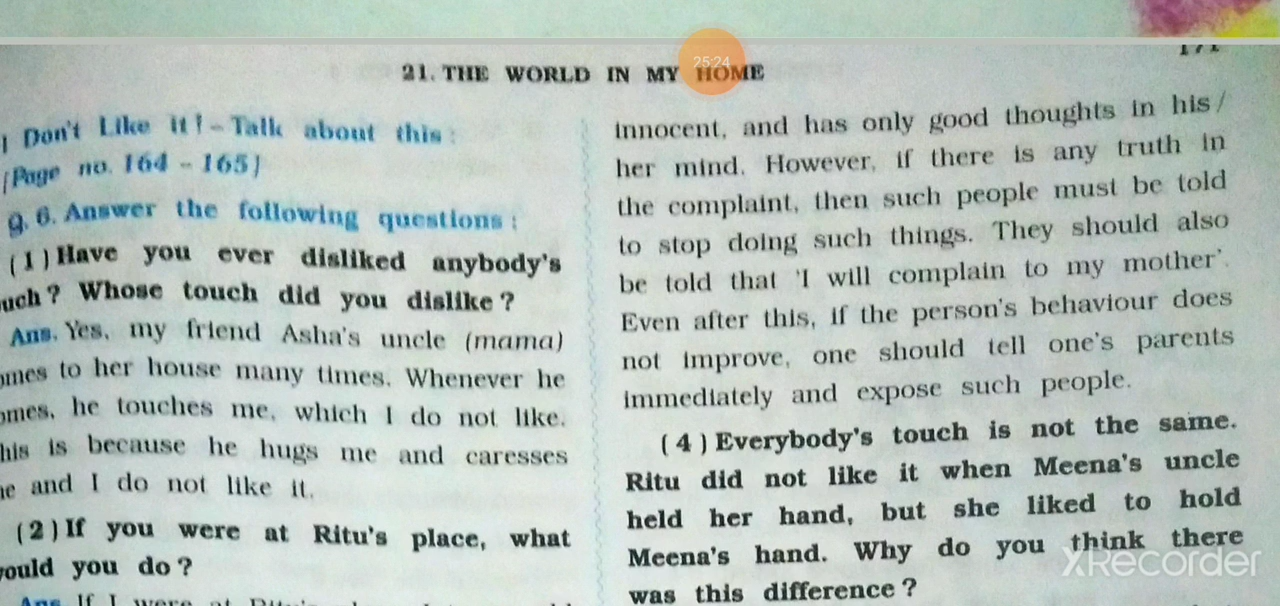 25:24
21. THE WORLD IN MY HOME
Don't Like it! - Talk about this :
[Page no. 164 - 165]
g. 6. Answer the following questions :
(1) Have you ever disliked anybody's
Whose touch did you dislike ?
Ans. Yes, my friend Asha's uncle (mama)
to her house many times. Whenever he
he touches me, which I do not like.
is because he hugs me and caresses
and I do not like it.
(2) If you were at Ritu's place, what
you do ?
Ans. If I were at
innocent, and has only good thoughts in his/
her mind. However, if there is any truth in
the complaint, then such people must be told
to stop doing such things. They should also
be told that 'I will complain to my mother'.
Even after this, if the person's behaviour does
not improve, one should tell one's parents
immediately and expose such people.
(4) Everybody's touch is not the same.
Ritu did not like it when Meena's uncle
held her hand, but she liked to hold
Meena's hand. Why do you think there
was this difference ?
XRecorder